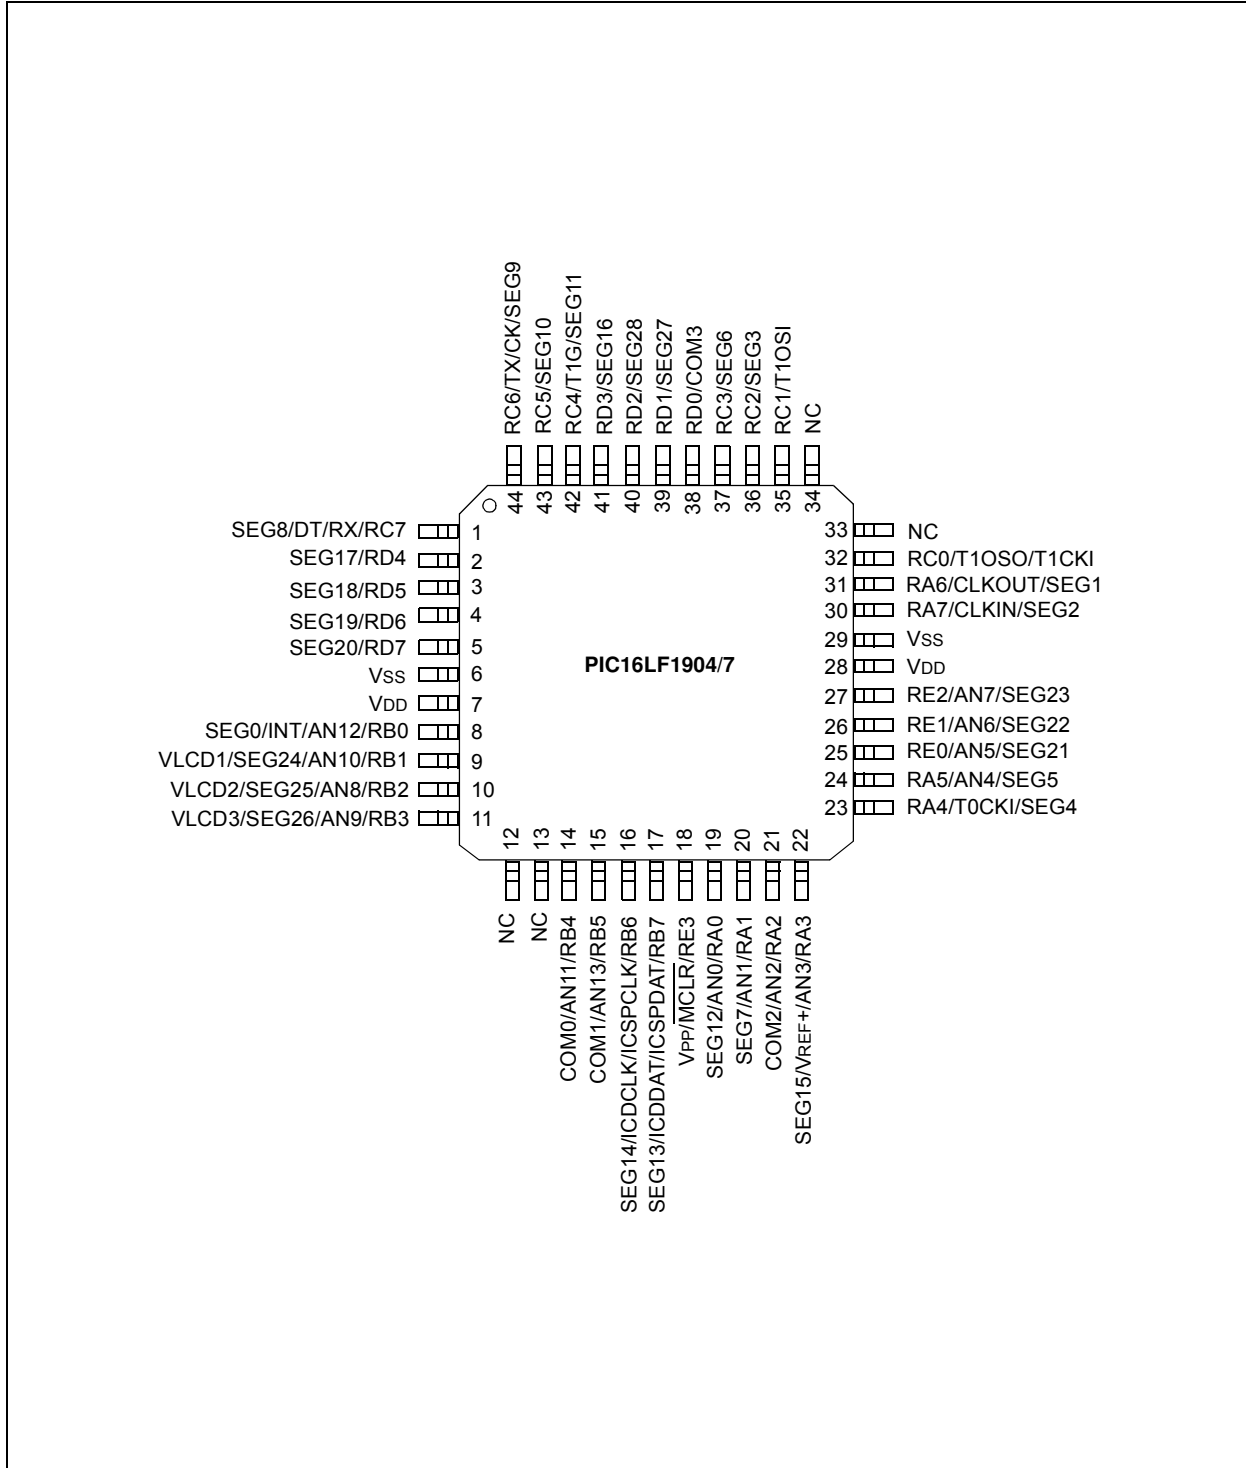 RC6/TX/CK/SEG9
RC5/SEG10
RC4/T1G/SEG11
RD3/SEG16
RD2/SEG28
RD1/SEG27
RD0/COM3
RC3/SEG6
RC2/SEG3
RC1/T1OSI
NC
44
43
42
41
40
39
38
37
36
35
34
SEG8/DT/RX/RC7 1
SEG17/RD4 2
SEG18/RD5 3
SEG19/RD6 4
SEG20/RD7 5
VSS 6
VDD 7
SEG0/INT/AN12/RB0 8
VLCD1/SEG24/AN10/RB1 9
VLCD2/SEG25/AN8/RB2 10
VLCD3/SEG26/AN9/RB3 11
PIC16LF1904/7
33 NC
32 RC0/T1OSO/T1CKI
31 RA6/CLKOUT/SEG1
30 RA7/CLKIN/SEG2
29 VSS
28 VDD
27 RE2/AN7/SEG23
26 RE1/AN6/SEG22
25 RE0/AN5/SEG21
24 RA5/AN4/SEG5
23 RA4/T0CKI/SEG4
12
13
14
15
16
17
18
19
20
21
22
NC
NC
COM0/AN11/RB4
COM1/AN13/RB5
SEG14/ICDCLK/ICSPCLK/RB6
SEG13/ICDDAT/ICSPDAT/RB7
VPP/MCLR/RE3
SEG12/AN0/RA0
SEG7/AN1/RA1
COM2/AN2/RA2
SEG15/VREF+/AN3/RA3